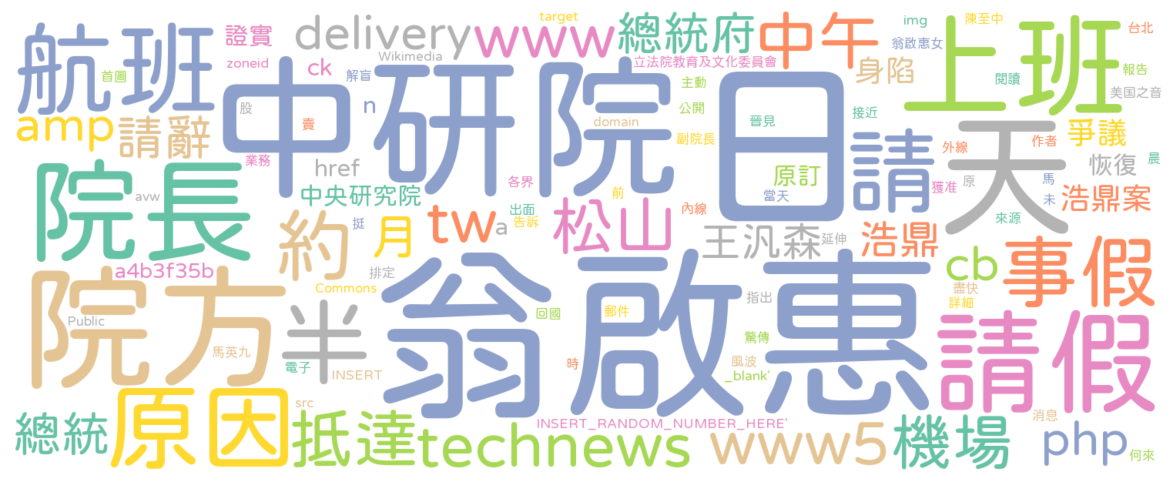 target
陳至中
www
總統府
中午
img
台北
delivery
翁啟惠女
上班
航班
證實
Wikimedia
立法院教育及文化委員會
zoneid
ck
解盲
主動
身陷
閱讀
報告
首圖
中研院
日
美国之音
n
股
公開
接近
amp
請辭
賣
domain
晉見
副院長
請
天
爭議
外線
作者
業務
href
原訂
恢復
晨
院長
各界
原
馬
中央研究院
當天
獲准
未
浩鼎案
avw
前
來源
約
挺
月
tw
a
出面
告訴
松山
內線
王汎森
延伸
浩鼎
a4b3f35b
排定
cb
事假
Commons
盡快
詳細
院方
半
翁啟惠
指出
回國
郵件
Public
請假
馬英九
電子
時
驚傳
風波
_blank'
INSERT
src
消息
總統
原因
抵達
technews
INSERT_RANDOM_NUMBER_HERE'
www5
機場
php
何來